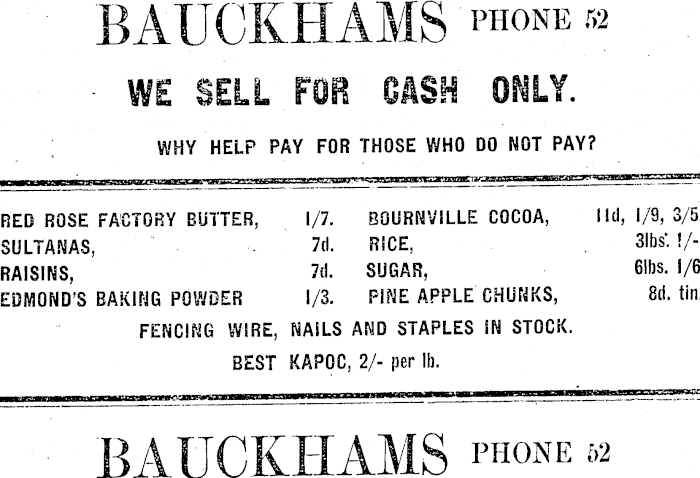 BAUCKHAMS PHONE 52
WE SELL FOR CASH ONLY.
WHY HELP PAY FOR THOSE WHO DO NOT PAY?
RED ROSE FACTORY BUTTER, 1/7. BOURNVILLE COCOA, 11d, 1/9, 3/5
SULTANAS, 7d. RICE, 3lbs. 1/-
RAISINS, 7d. SUGAR, 6lbs. 1/6
EDMOND'S BAKING POWDER 1/3. PINE APPLE CHUNKS, 8d. tin
FENCING WIRE, NAILS AND STAPLES IN STOCK.
BEST KAPOC, 2/- per lb.
BAUCKHAMS PHONE 52